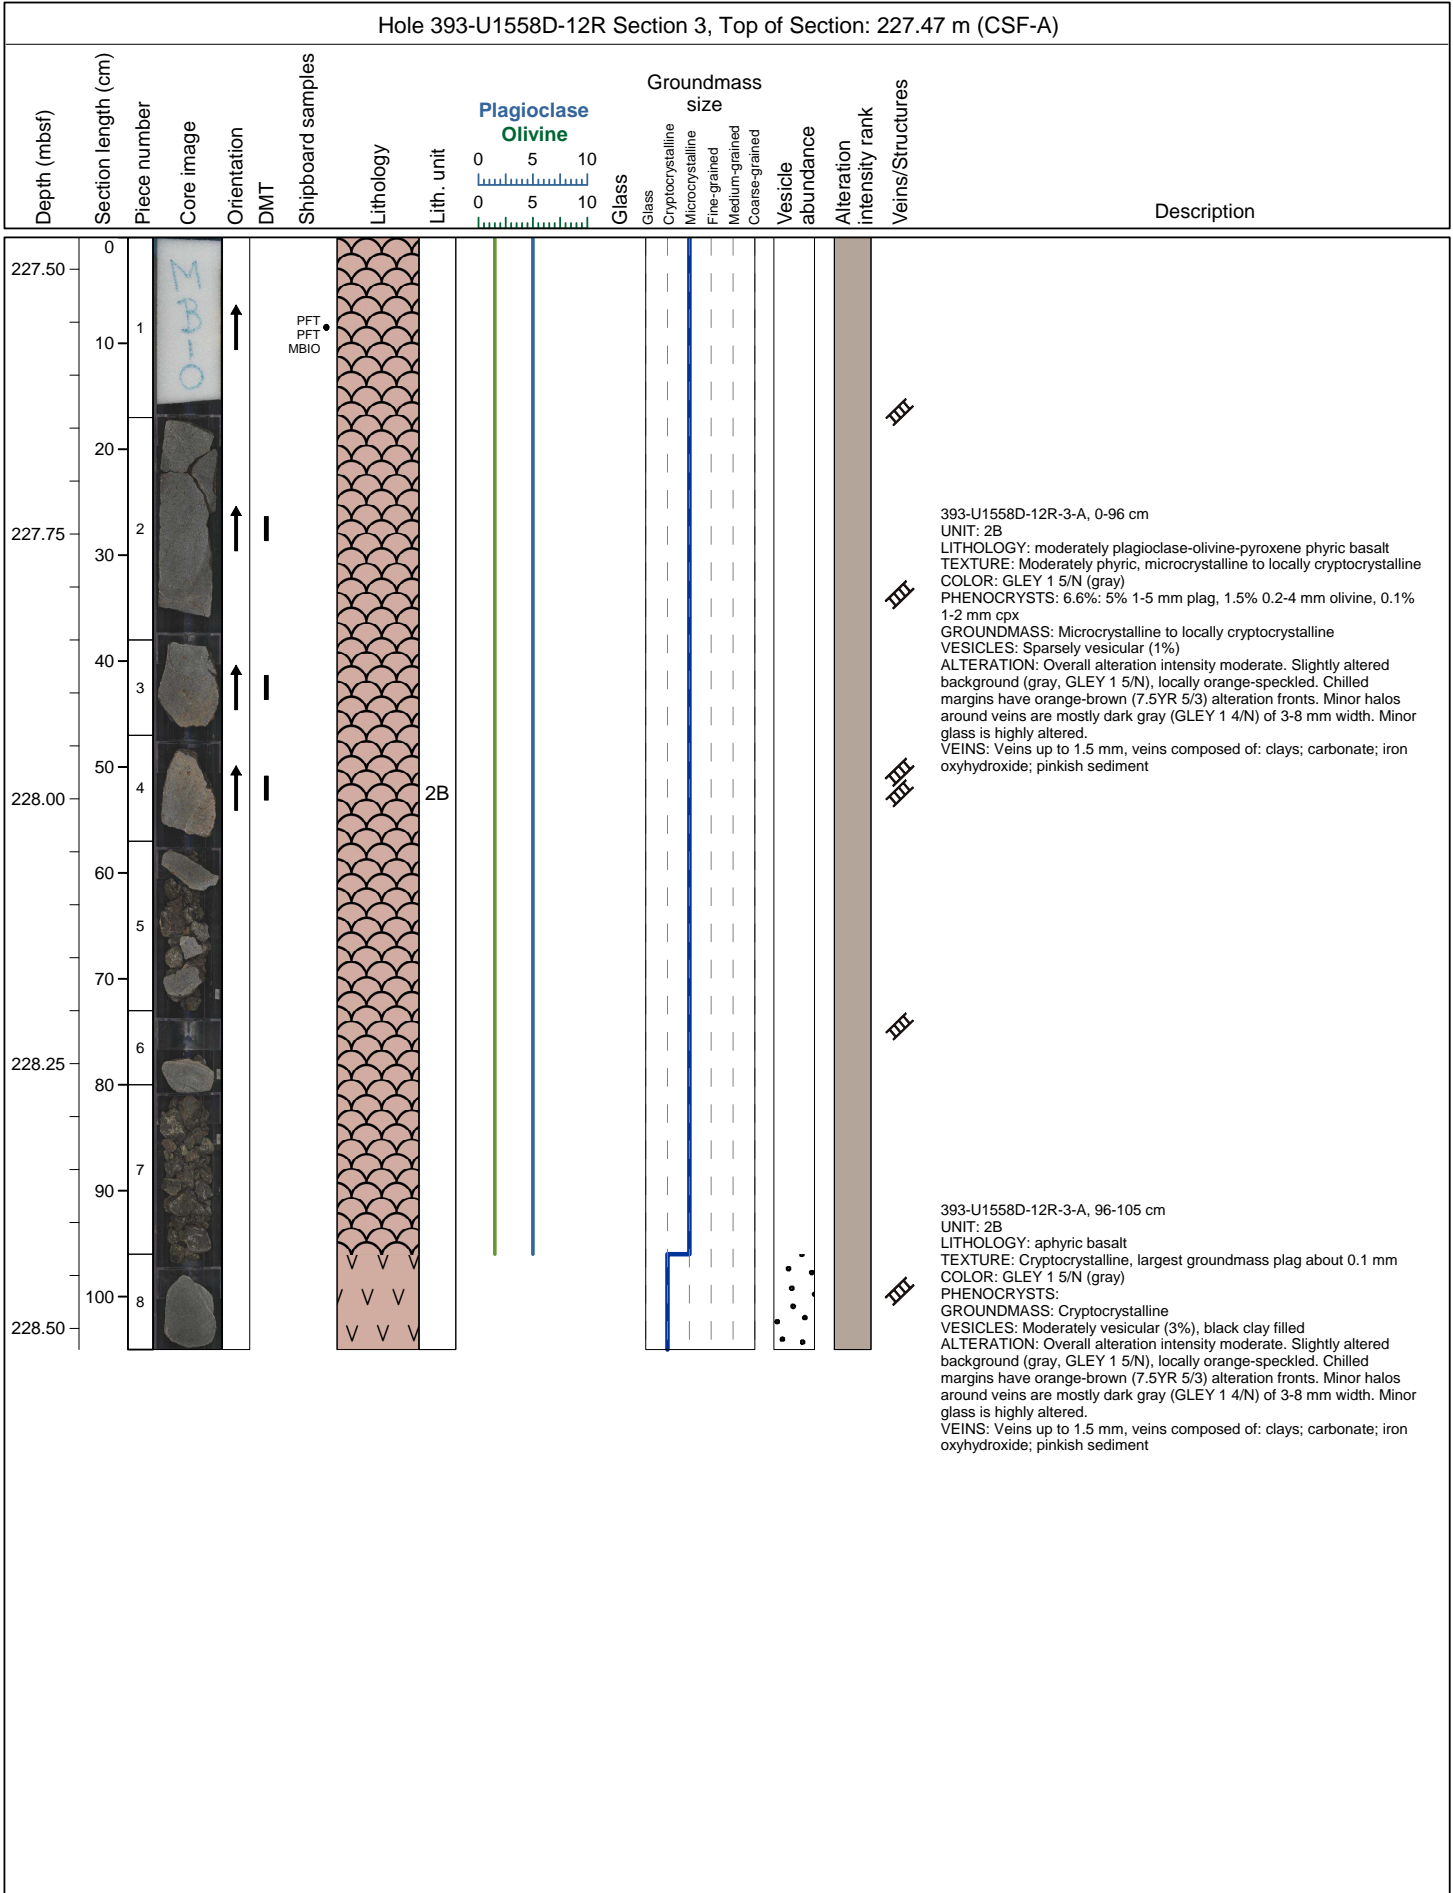 Hole 393-U1558D-12R Section 3, Top of Section: 227.47 m (CSF-A)
Depth (mbsf)
Section length (cm)
Piece number
Core image
Orientation
DMT
Shipboard samples
Lithology
Lith. unit
Plagioclase
Olivine
0 5 10
0 5 10
Glass
Groundmass
size
Glass
Cryptocrystalline
Microcrystalline
Fine-grained
Medium-grained
Coarse-grained
Vesicle
abundance
Alteration
intensity rank
Veins/Structures
Description
227.50
227.75
228.00
228.25
228.50
0
10
20
30
40
50
60
70
80
90
100
1
2
3
4
5
6
7
8
M
B
I
O
PFT
PFT
MBIO
2B
V V V
V V V
V V V
393-U1558D-12R-3-A, 0-96 cm
UNIT: 2B
LITHOLOGY: moderately plagioclase-olivine-pyroxene phyric basalt
TEXTURE: Moderately phyric, microcrystalline to locally cryptocrystalline
COLOR: GLEY 1 5/N (gray)
PHENOCRYSTS: 6.6%: 5% 1-5 mm plag, 1.5% 0.2-4 mm olivine, 0.1%
1-2 mm cpx
GROUNDMASS: Microcrystalline to locally cryptocrystalline
VESICLES: Sparsely vesicular (1%)
ALTERATION: Overall alteration intensity moderate. Slightly altered
background (gray, GLEY 1 5/N), locally orange-speckled. Chilled
margins have orange-brown (7.5YR 5/3) alteration fronts. Minor halos
around veins are mostly dark gray (GLEY 1 4/N) of 3-8 mm width. Minor
glass is highly altered.
VEINS: Veins up to 1.5 mm, veins composed of: clays; carbonate; iron
oxyhydroxide; pinkish sediment
393-U1558D-12R-3-A, 96-105 cm
UNIT: 2B
LITHOLOGY: aphyric basalt
TEXTURE: Cryptocrystalline, largest groundmass plag about 0.1 mm
COLOR: GLEY 1 5/N (gray)
PHENOCRYSTS:
GROUNDMASS: Cryptocrystalline
VESICLES: Moderately vesicular (3%), black clay filled
ALTERATION: Overall alteration intensity moderate. Slightly altered
background (gray, GLEY 1 5/N), locally orange-speckled. Chilled
margins have orange-brown (7.5YR 5/3) alteration fronts. Minor halos
around veins are mostly dark gray (GLEY 1 4/N) of 3-8 mm width. Minor
glass is highly altered.
VEINS: Veins up to 1.5 mm, veins composed of: clays; carbonate; iron
oxyhydroxide; pinkish sediment